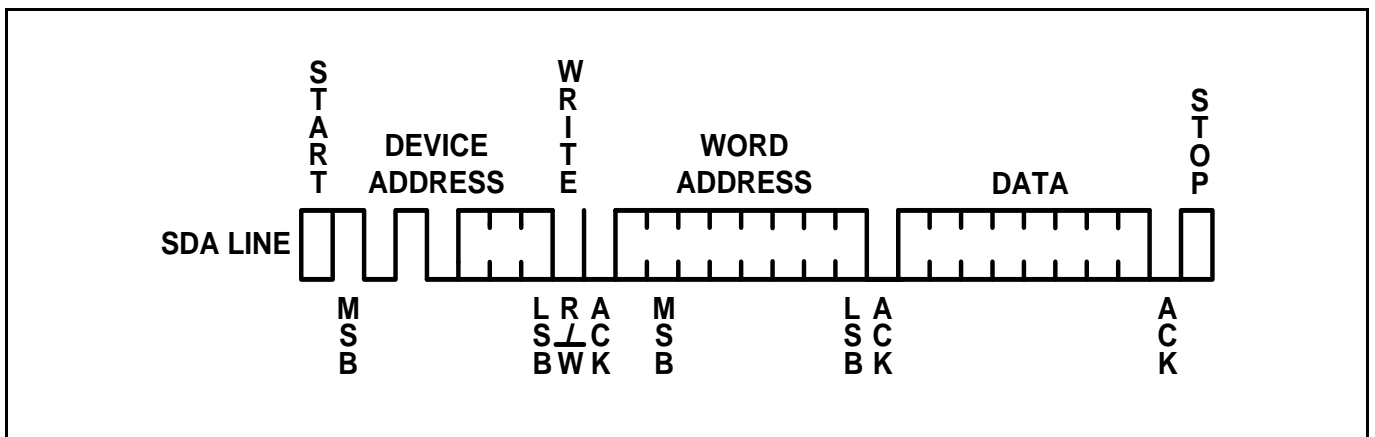 START
DEVICE
ADDRESS
WRITE
WORD
ADDRESS
DATA
STOP
SDA LINE
MSB
LSB
R/W
ACK
MSB
LSB
ACK
ACK